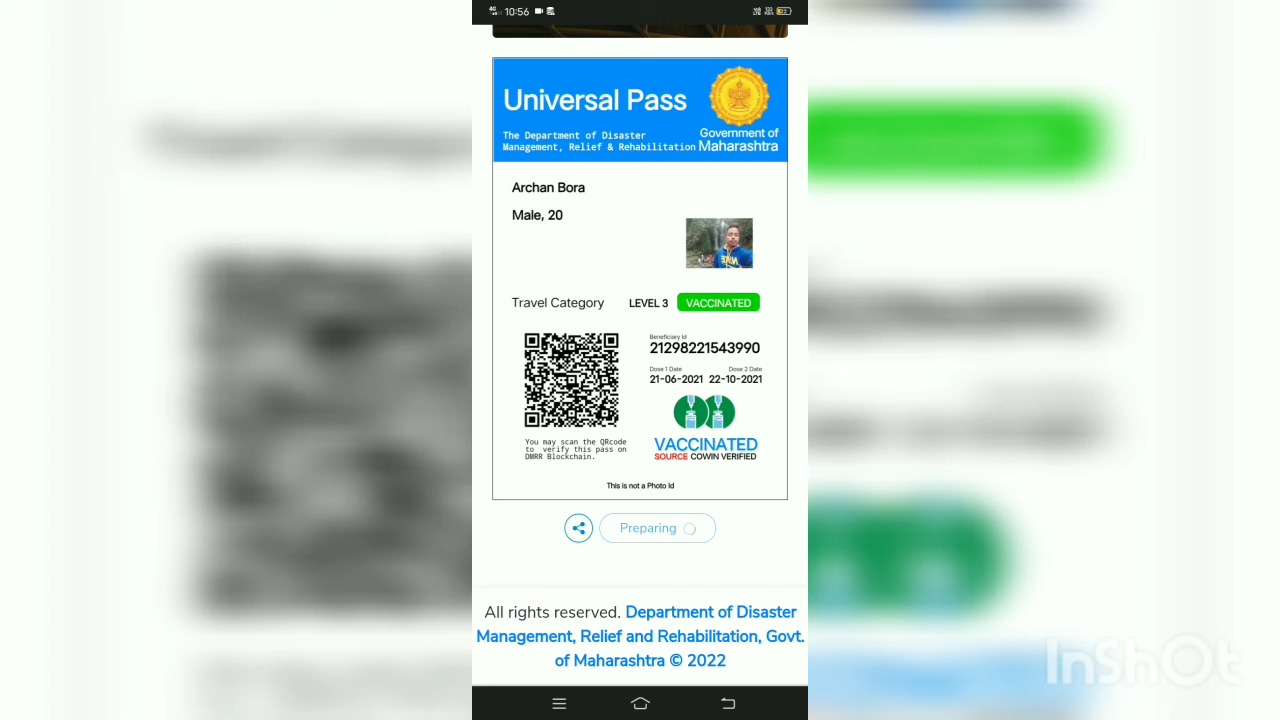 4G 10:56
Universal Pass
The Department of Disaster
Management, Relief & Rehabilitation
Government of
Maharashtra
Archan Bora
Male, 20
Travel Category LEVEL 3 VACCINATED
Beneficiary Id
21298221543990
Dose 1 Date Dose 2 Date
21-06-2021 22-10-2021
VACCINATED
SOURCE COWIN VERIFIED
You may scan the QRcode
to verify this pass on
DMRR Blockchain.
This is not a Photo Id
Preparing
All rights reserved. Department of Disaster
Management, Relief and Rehabilitation, Govt.
of Maharashtra © 2022
InShOt